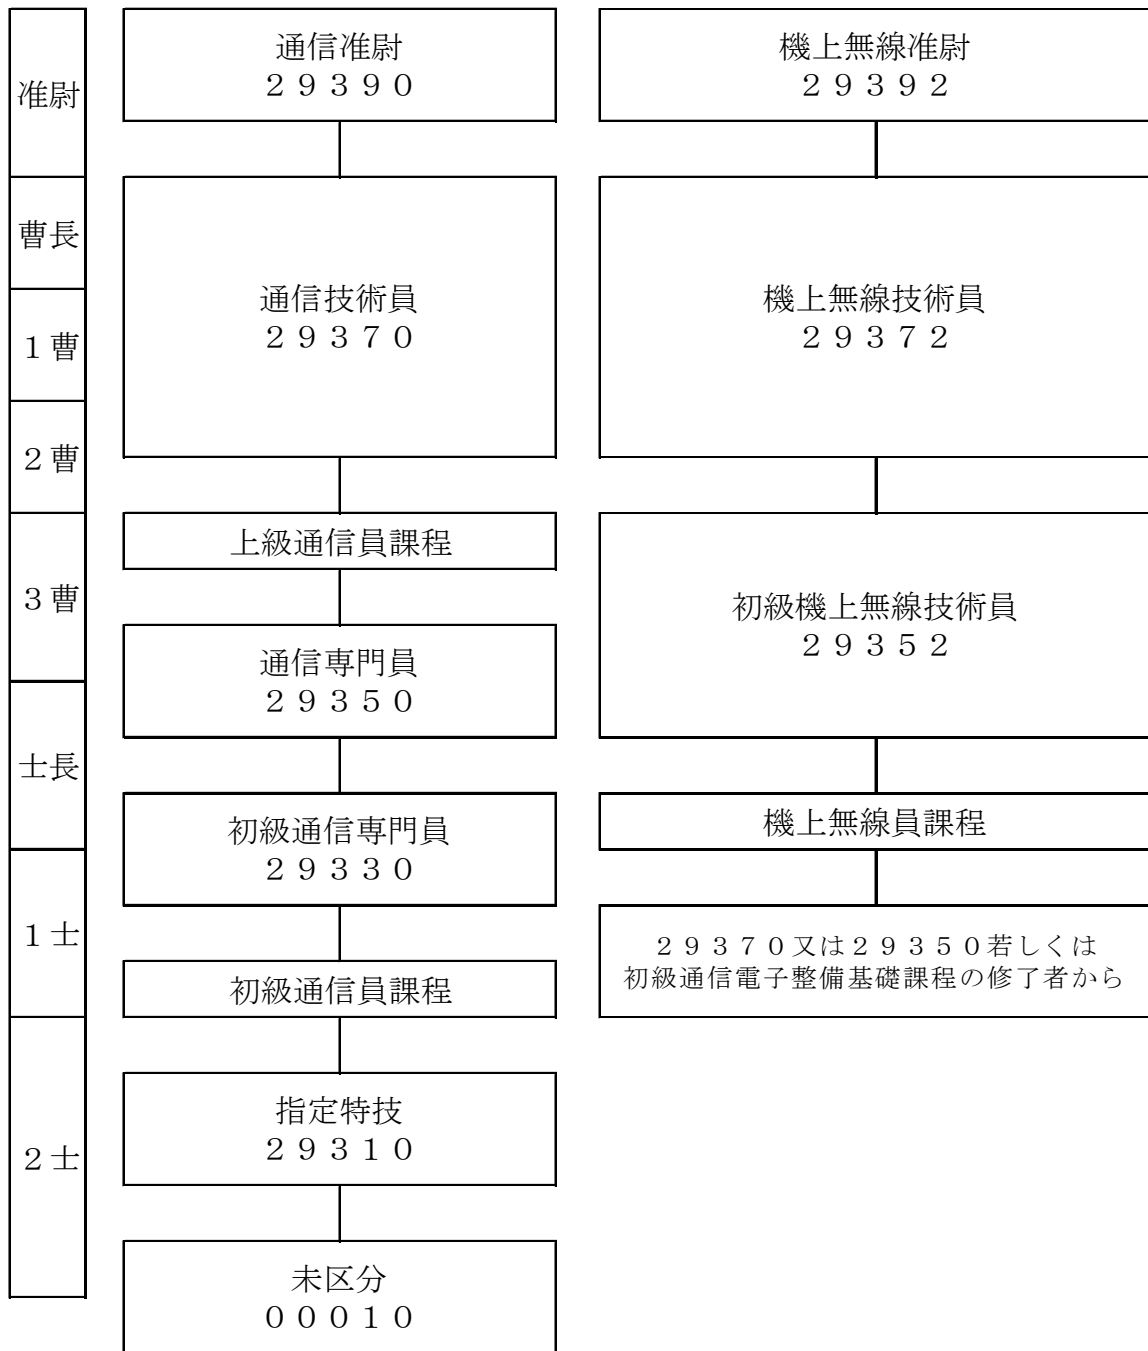 准尉
曹長
１曹
２曹
３曹
士長
１士
２士
通信准尉
２９３９０
通信技術員
２９３７０
上級通信員課程
通信専門員
２９３５０
初級通信専門員
２９３３０
初級通信員課程
指定特技
２９３１０
未区分
０００１０
機上無線准尉
２９３９２
機上無線技術員
２９３７２
初級機上無線技術員
２９３５２
機上無線員課程
２９３７０又は２９３５０若しくは
初級通信電子整備基礎課程の修了者から